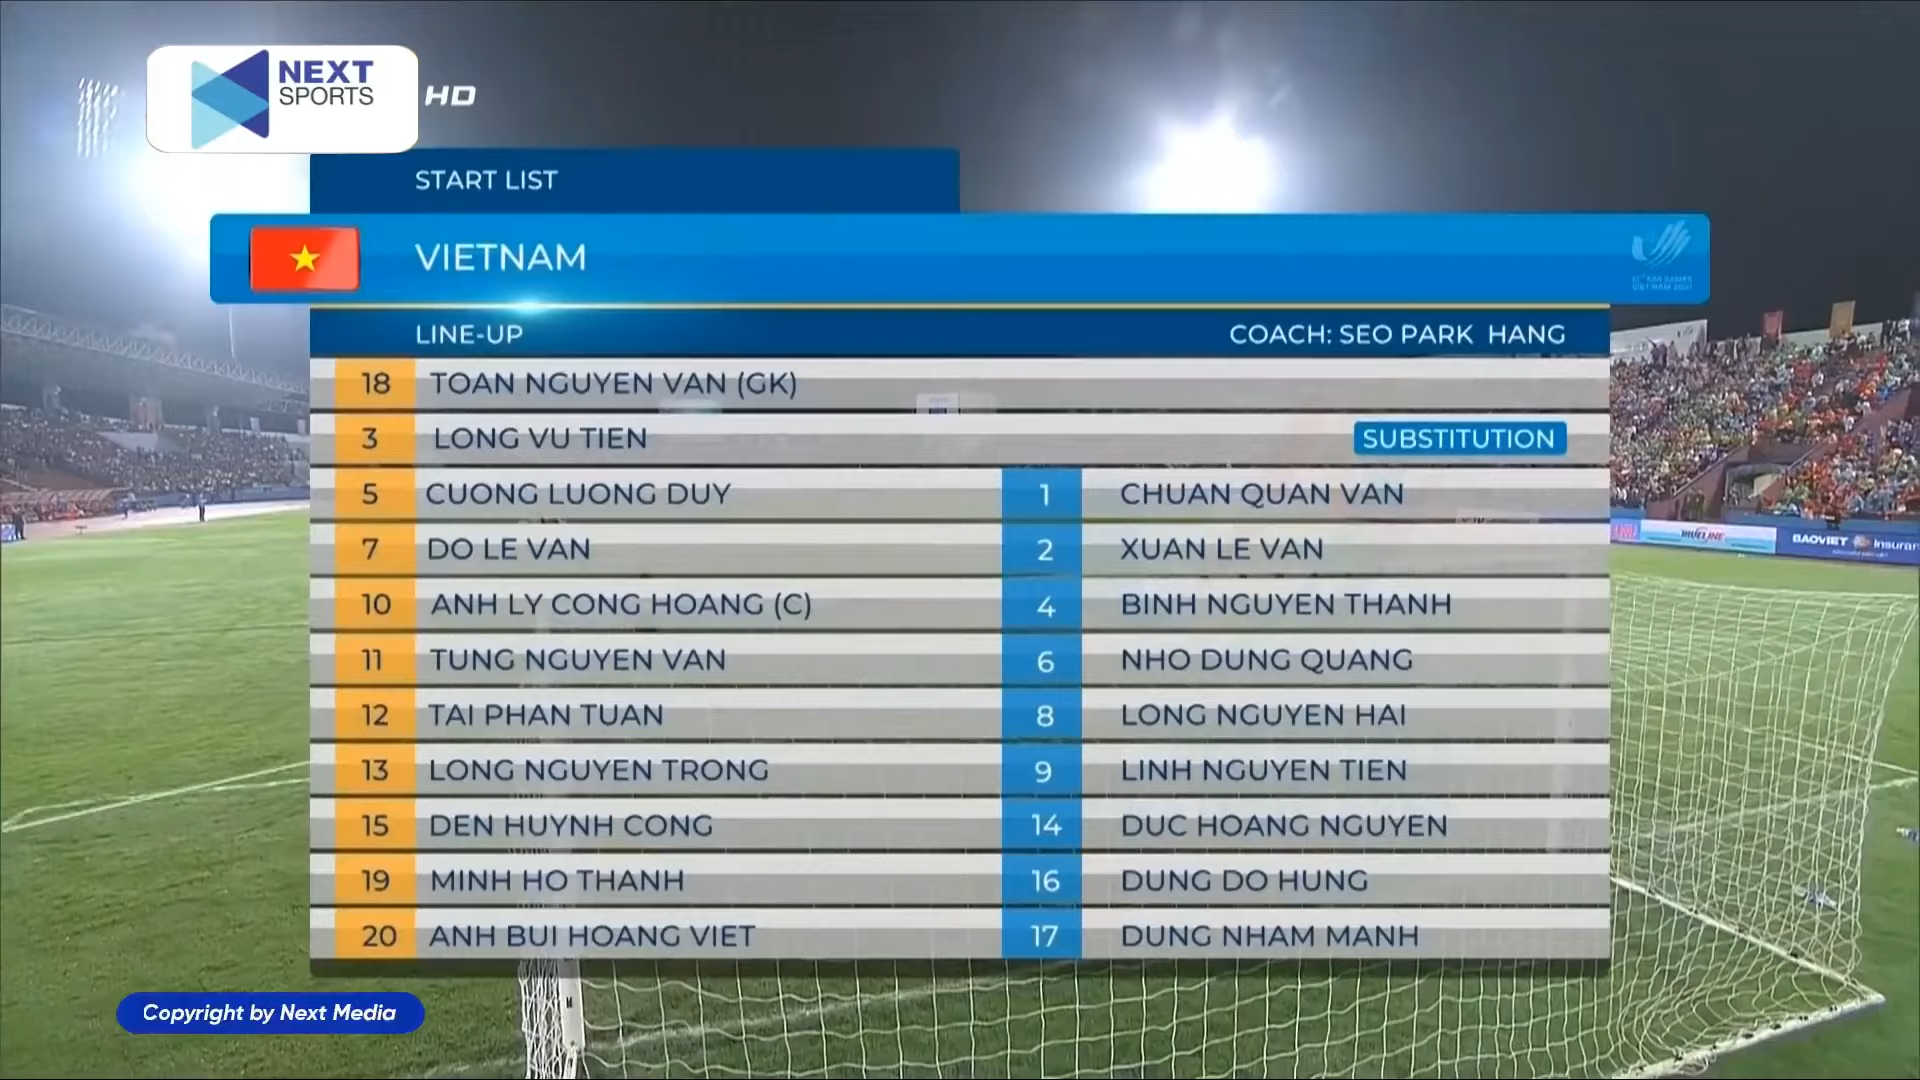 NEXT
SPORTS
HD
START LIST
VIETNAM
LINE-UP
COACH: SEO PARK HANG
18 TOAN NGUYEN VAN (GK)
3 LONG VU TIEN
5 CUONG LUONG DUY
7 DO LE VAN
10 ANH LY CONG HOANG (C)
11 TUNG NGUYEN VAN
12 TAI PHAN TUAN
13 LONG NGUYEN TRONG
15 DEN HUYNH CONG
19 MINH HO THANH
20 ANH BUI HOANG VIET
SUBSTITUTION
1 CHUAN QUAN VAN
2 XUAN LE VAN
4 BINH NGUYEN THANH
6 NHO DUNG QUANG
8 LONG NGUYEN HAI
9 LINH NGUYEN TIEN
14 DUC HOANG NGUYEN
16 DUNG DO HUNG
17 DUNG NHAM MANH
BAOVIET Insuran
Copyright by Next Media